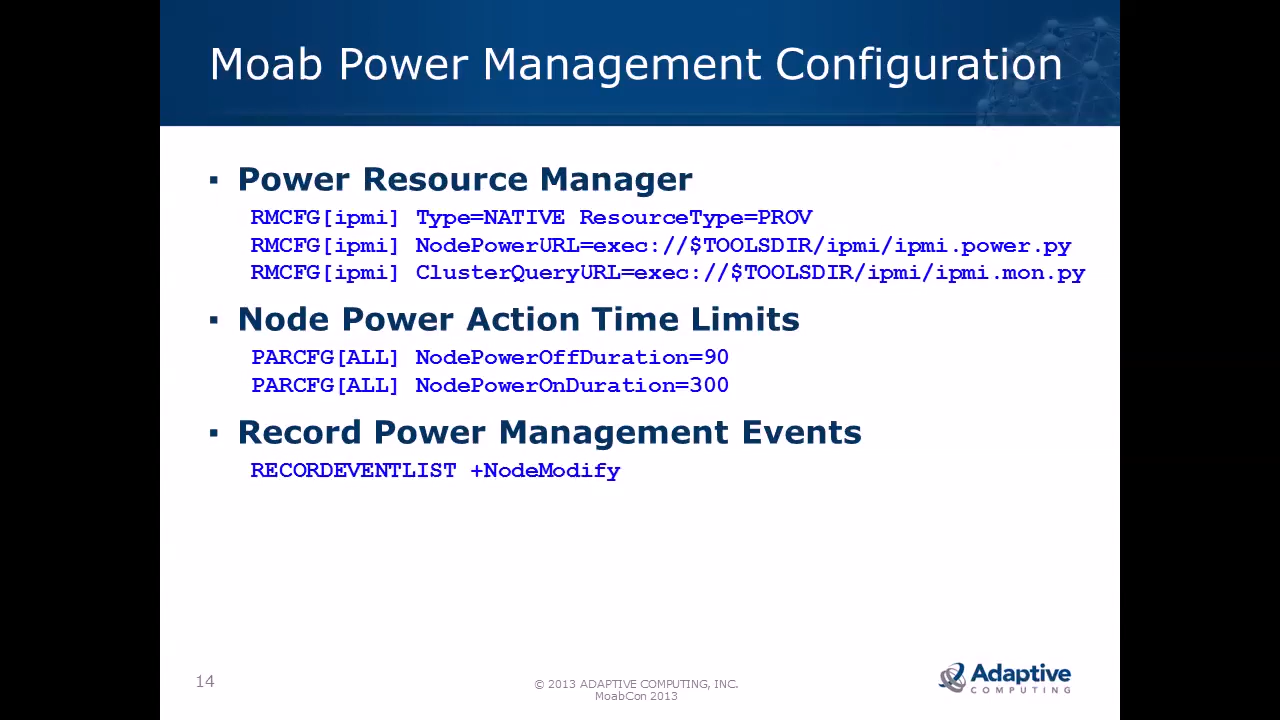 Moab Power Management Configuration
▪ Power Resource Manager
RMCFG[ipmi] Type=NATIVE ResourceType=PROV
RMCFG[ipmi] NodePowerURL=exec://$TOOLSDIR/ipmi/ipmi.power.py
RMCFG[ipmi] ClusterQueryURL=exec://$TOOLSDIR/ipmi/ipmi.mon.py
▪ Node Power Action Time Limits
PARCFG[ALL] NodePowerOffDuration=90
PARCFG[ALL] NodePowerOnDuration=300
▪ Record Power Management Events
RECORDEVENTLIST +NodeModify
14
© 2013 ADAPTIVE COMPUTING, INC.
MoabCon 2013
Adaptive
COMPUTING